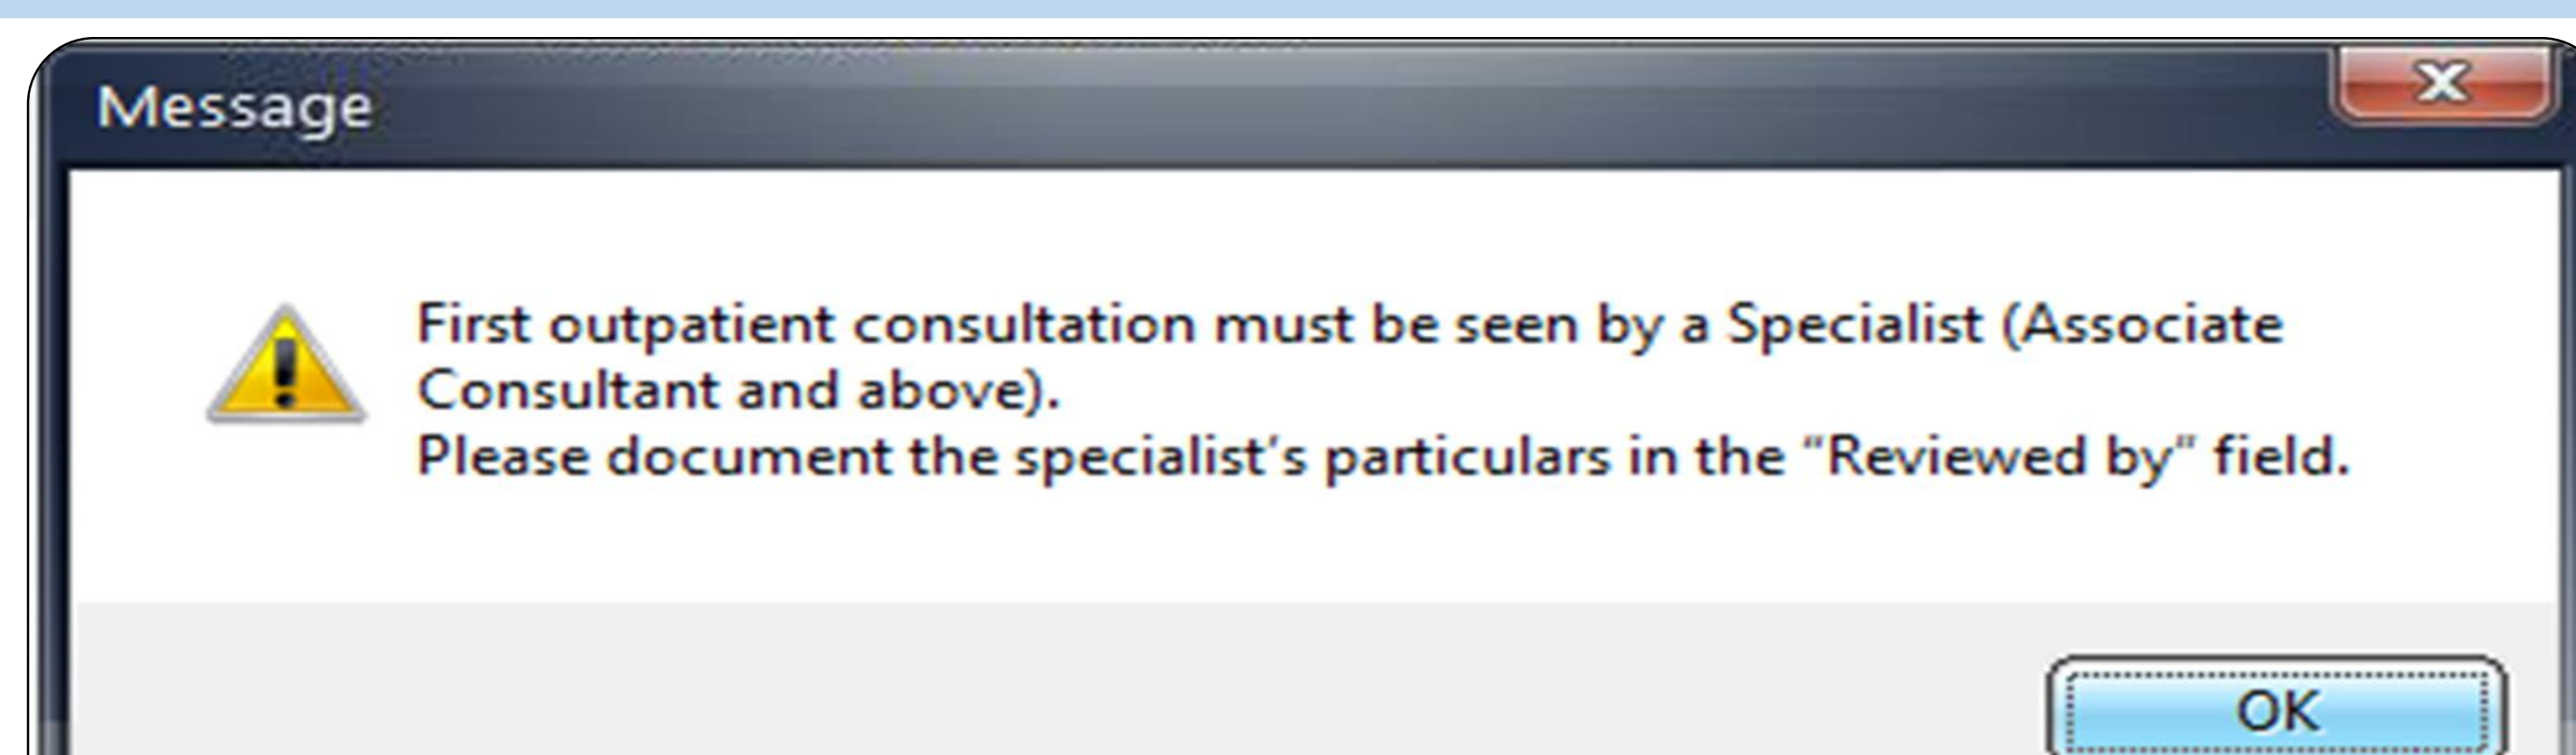 Message
First outpatient consultation must be seen by a Specialist (Associate
Consultant and above).
Please document the specialist's particulars in the “Reviewed by” field.
OK